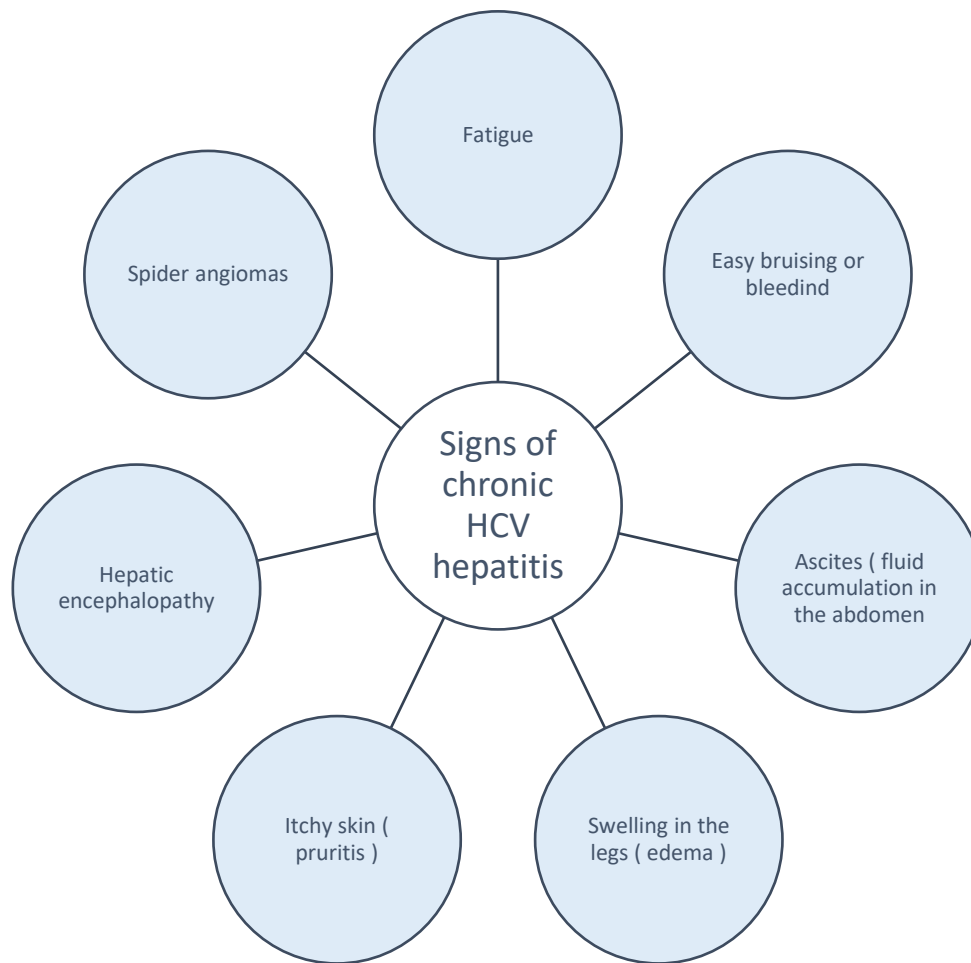 Fatigue
Easy bruising or
bleedind
Ascites ( fluid
accumulation in
the abdomen
Swelling in the
legs ( edema )
Itchy skin (
pruritis )
Hepatic
encephalopathy
Spider angiomas
Signs of
chronic
HCV
hepatitis